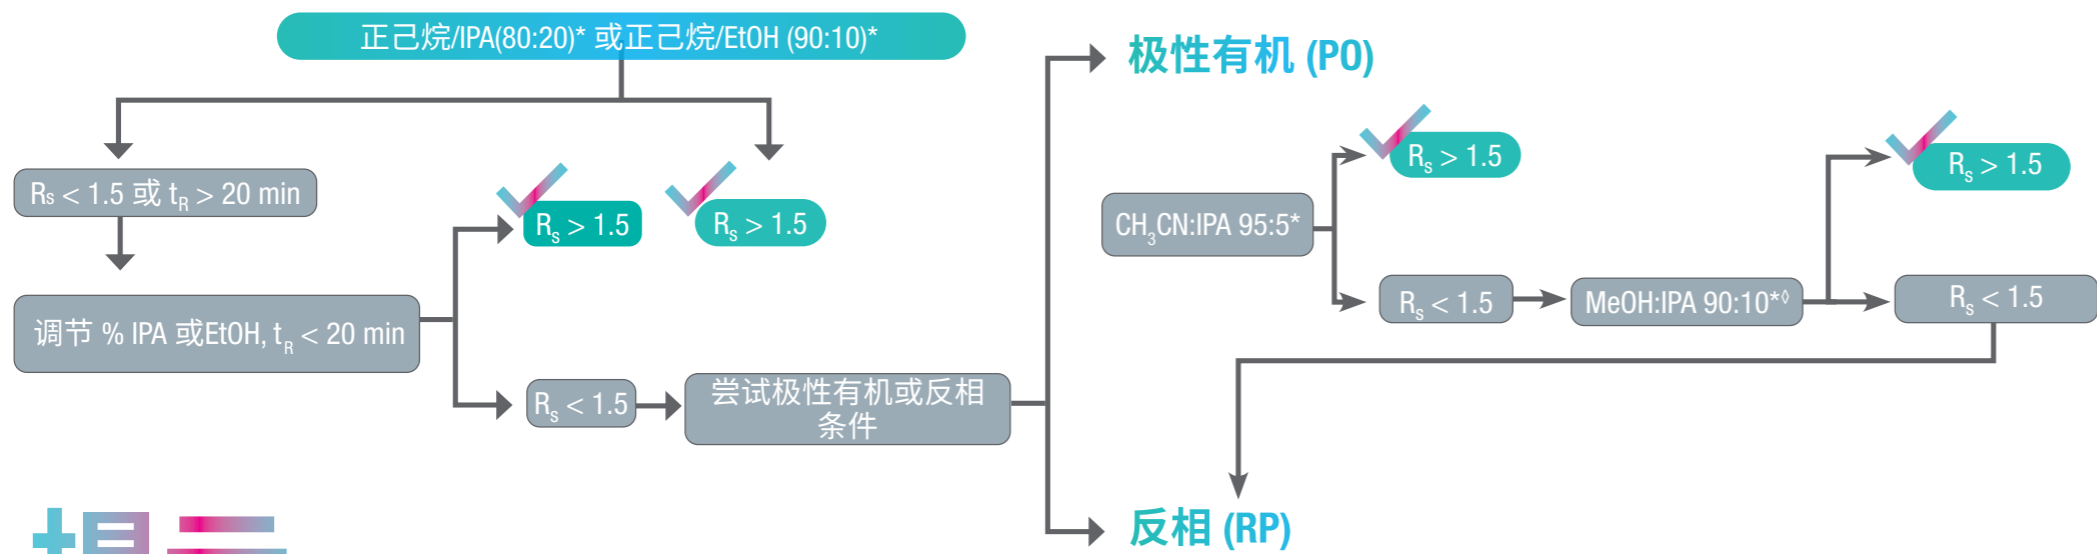 正己烷/IPA(80:20)* 或正己烷/EtOH (90:10)*
Rs < 1.5 或 tR > 20 min
调节 % IPA 或EtOH, tR < 20 min
Rs > 1.5
Rs > 1.5
Rs < 1.5
尝试极性有机或反相
条件
极性有机 (PO)
CH3CN:IPA 95:5*
Rs > 1.5
Rs < 1.5
MeOH:IPA 90:10*◊
Rs > 1.5
Rs < 1.5
反相 (RP)